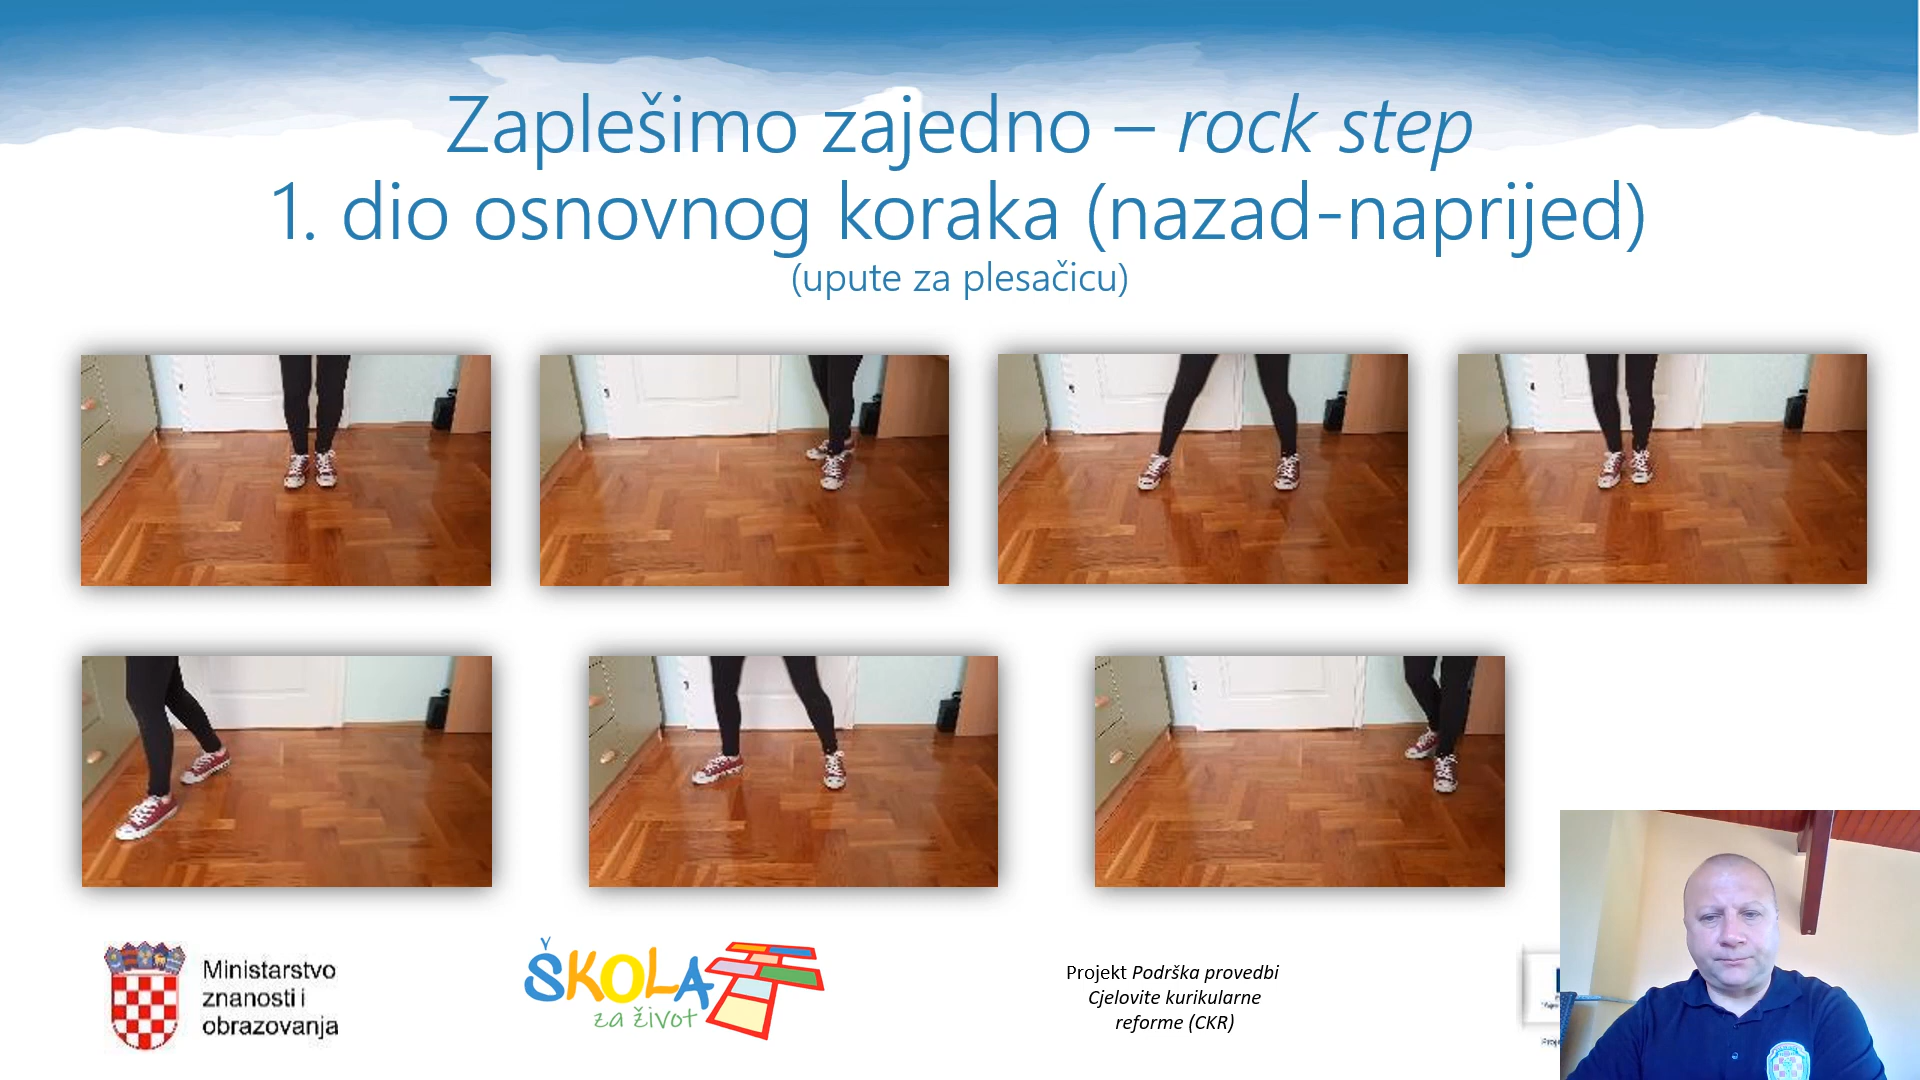 Zaplešimo zajedno – rock step
1. dio osnovnog koraka (nazad-naprijed)
(upute za plesačicu)
Ministarstvo
znanosti i
obrazovanja
ŠKOLA
za život
Projekt Podrška provedbi
Cjelovite kurikularne
reforme (CKR)